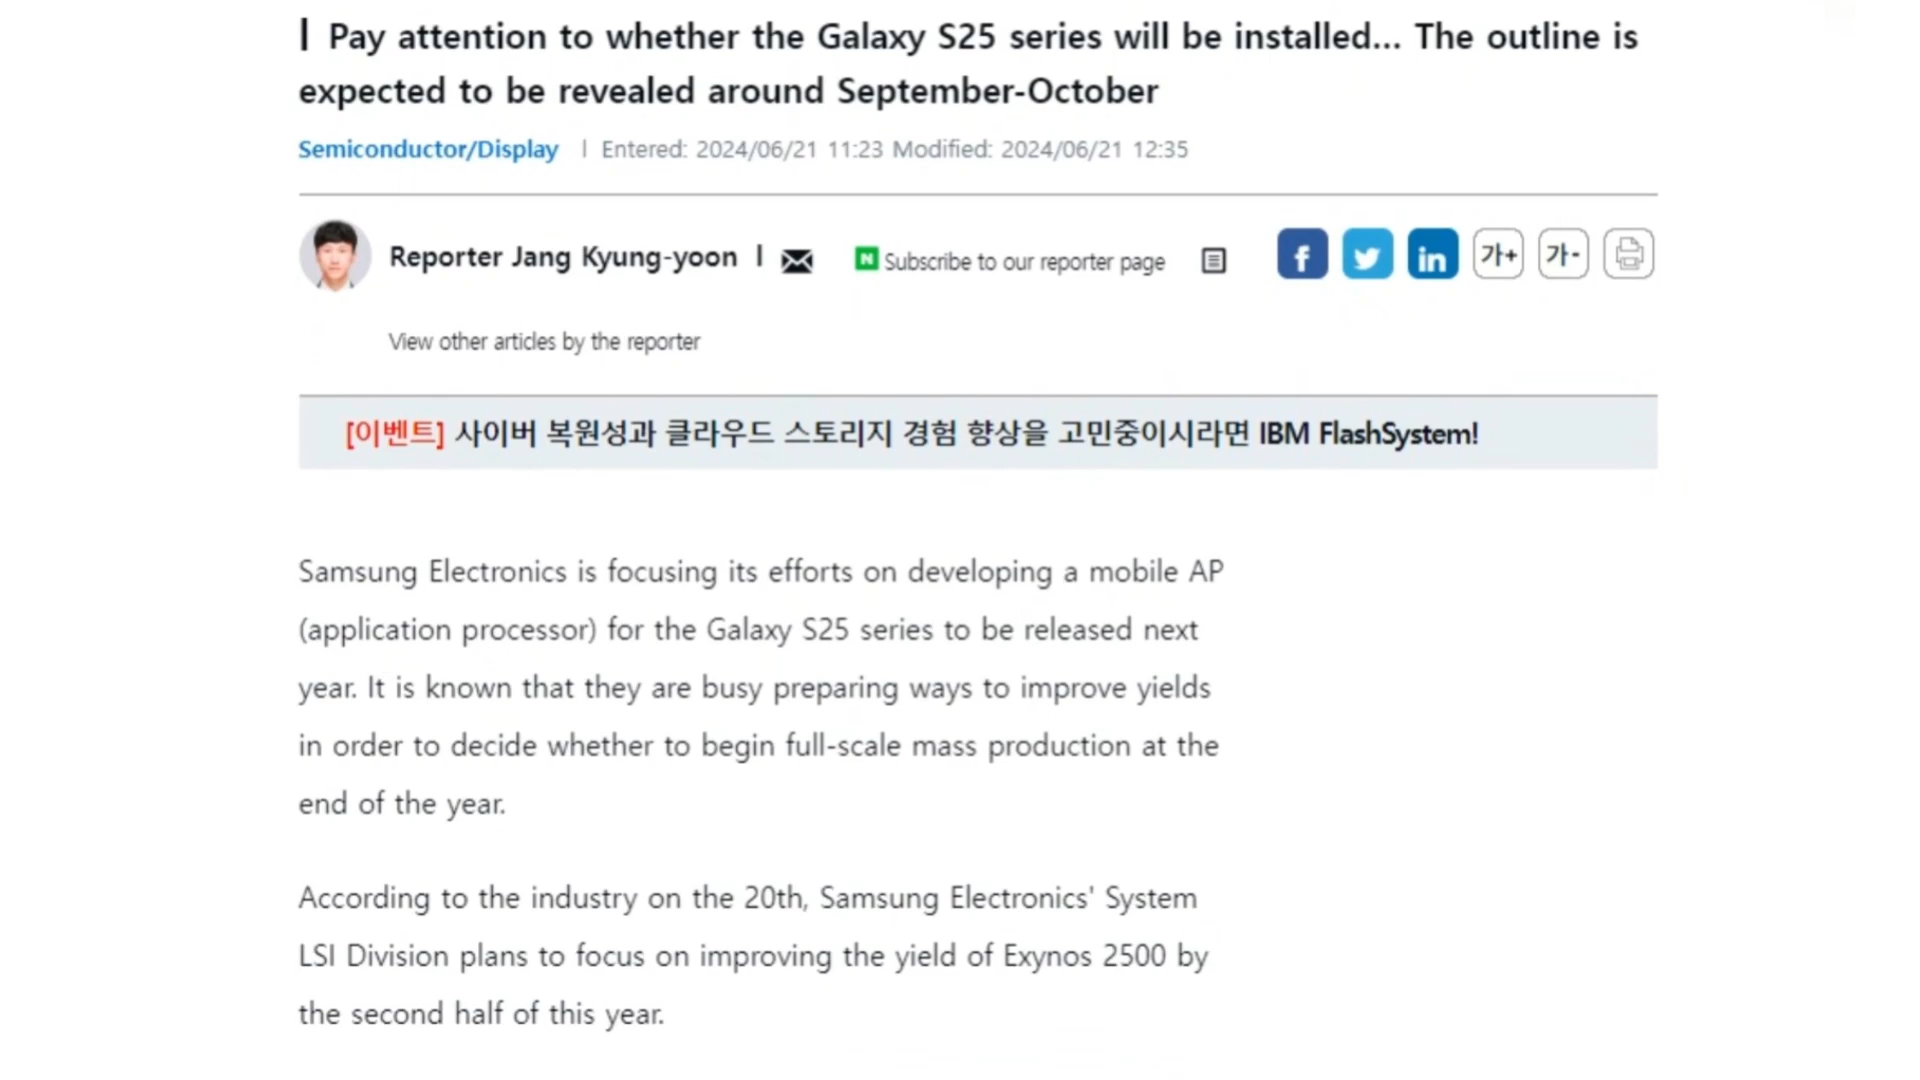 | Pay attention to whether the Galaxy S25 series will be installed... The outline is
expected to be revealed around September-October
Semiconductor/Display | Entered: 2024/06/21 11:23 Modified: 2024/06/21 12:35
Reporter Jang Kyung-yoon | N Subscribe to our reporter page f in 가+ 가-
View other articles by the reporter
[이벤트] 사이버 복원성과 클라우드 스토리지 경험 향상을 고민중이시라면 IBM FlashSystem!
Samsung Electronics is focusing its efforts on developing a mobile AP
(application processor) for the Galaxy S25 series to be released next
year. It is known that they are busy preparing ways to improve yields
in order to decide whether to begin full-scale mass production at the
end of the year.
According to the industry on the 20th, Samsung Electronics' System
LSI Division plans to focus on improving the yield of Exynos 2500 by
the second half of this year.